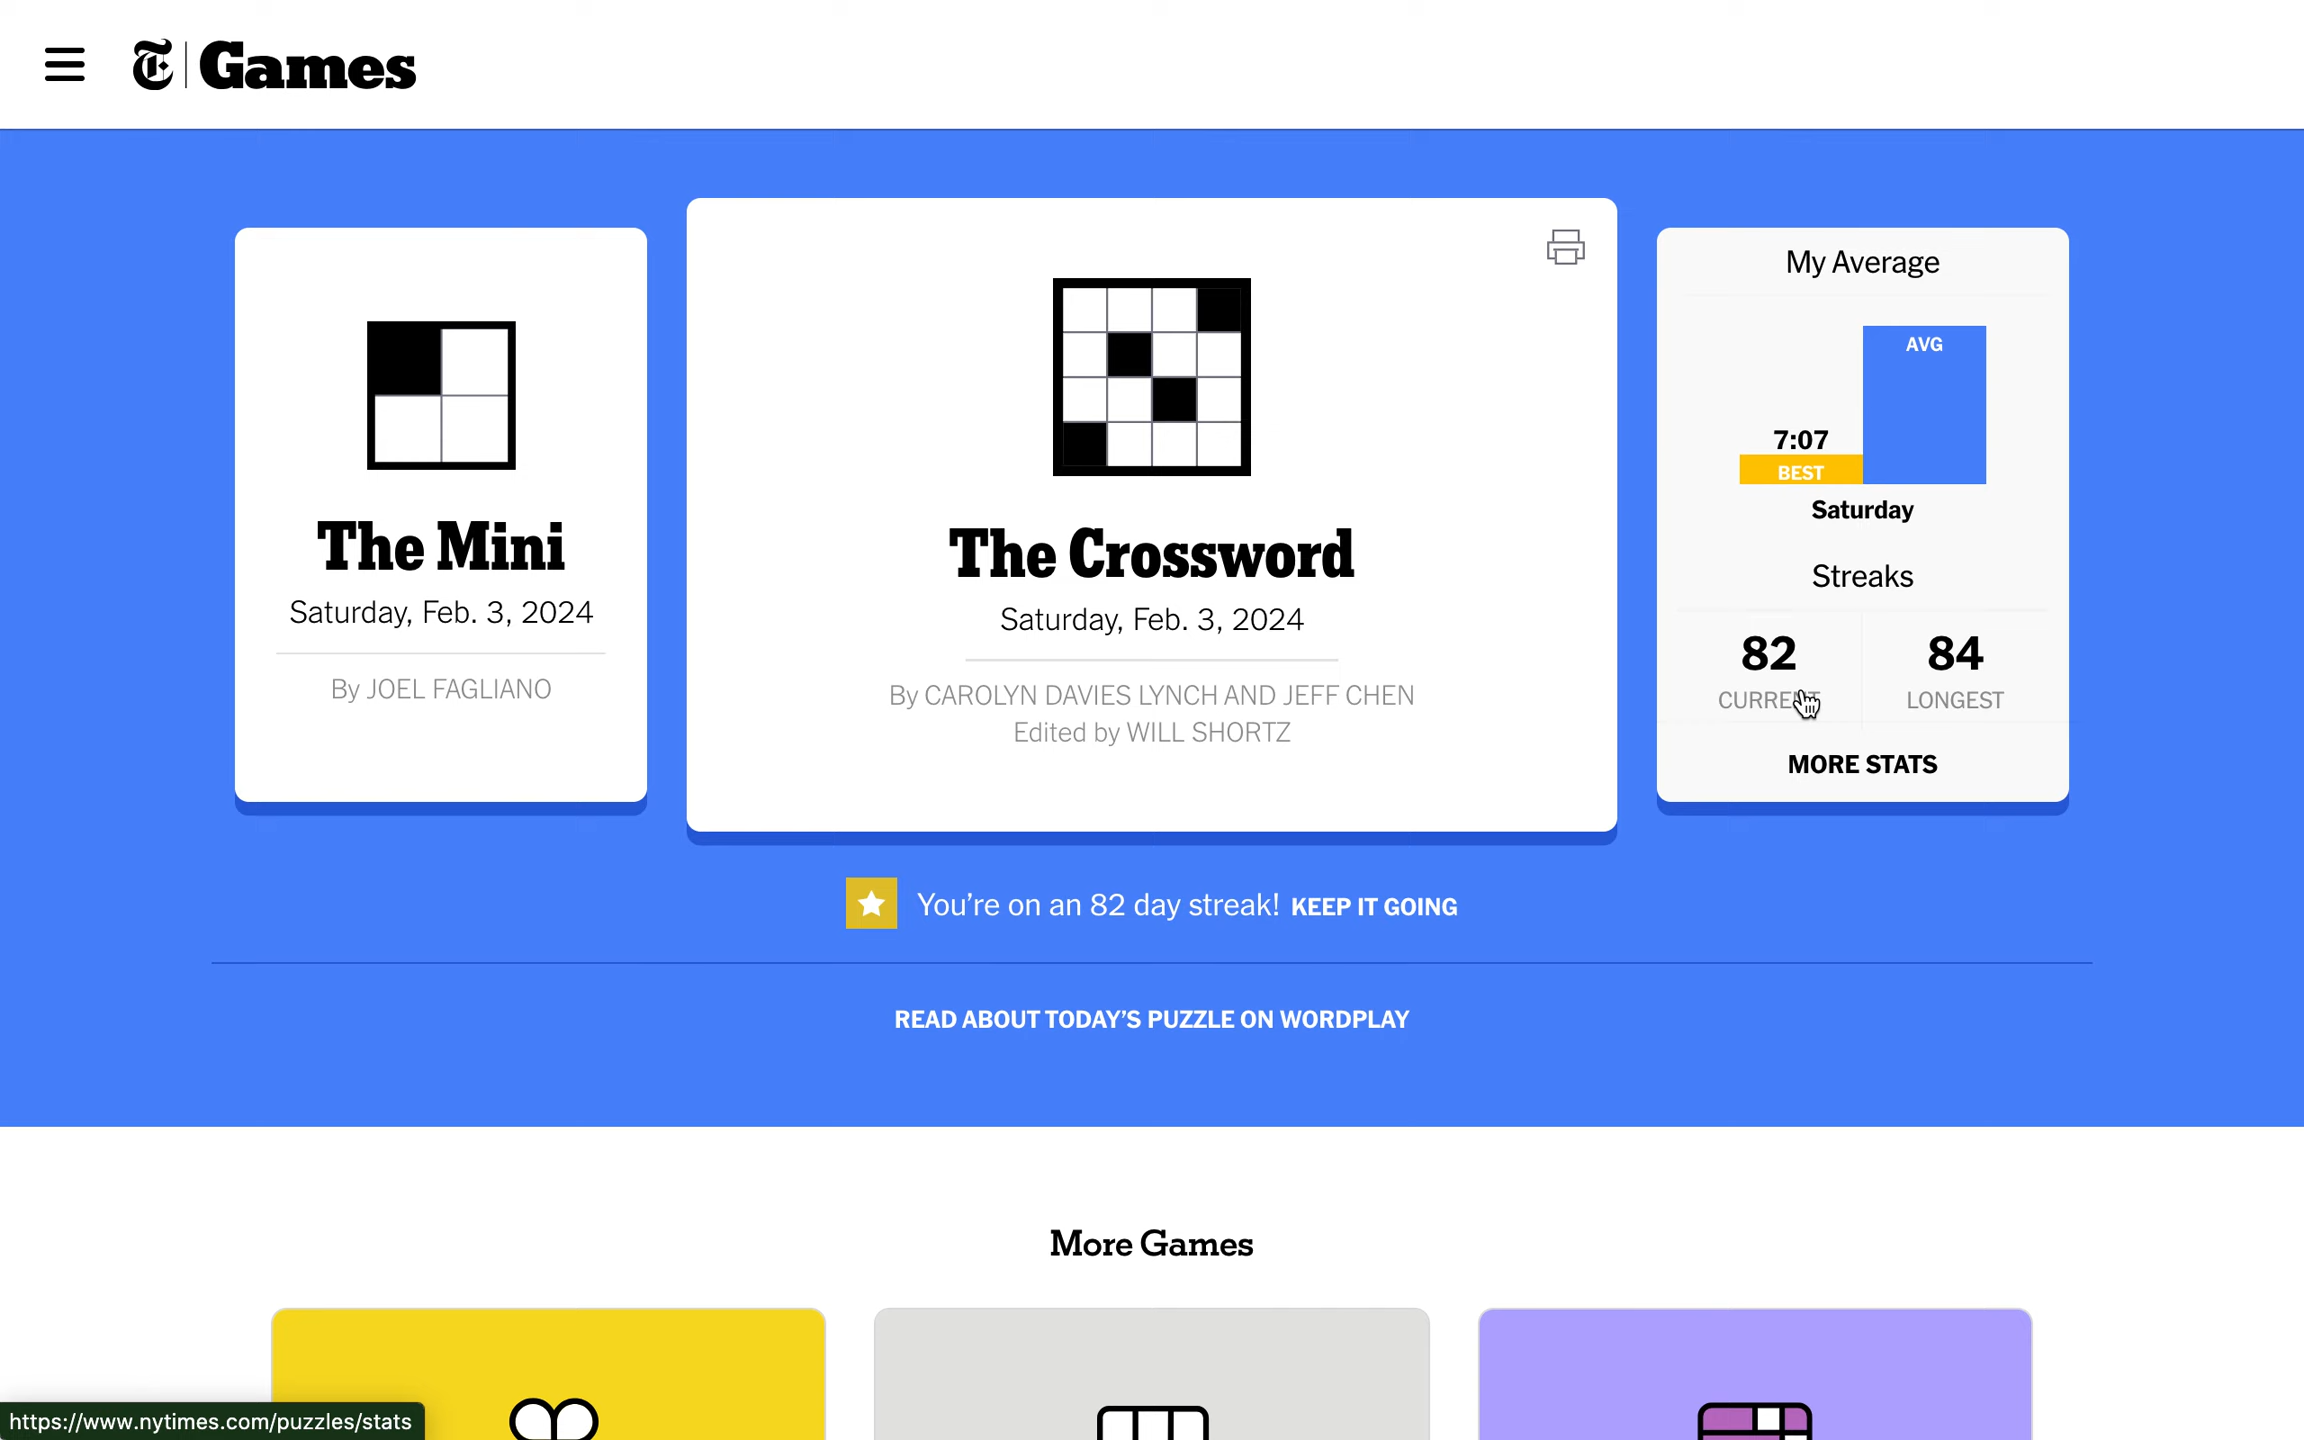 T Games
The Mini
Saturday, Feb. 3, 2024
By JOEL FAGLIANO
The Crossword
Saturday, Feb. 3, 2024
By CAROLYN DAVIES LYNCH AND JEFF CHEN
Edited by WILL SHORTZ
My Average
AVG
7:07
BEST
Saturday
Streaks
82 84
CURRENT LONGEST
MORE STATS
You’re on an 82 day streak! KEEP IT GOING
READ ABOUT TODAY’S PUZZLE ON WORDPLAY
More Games
https://www.nytimes.com/puzzles/stats